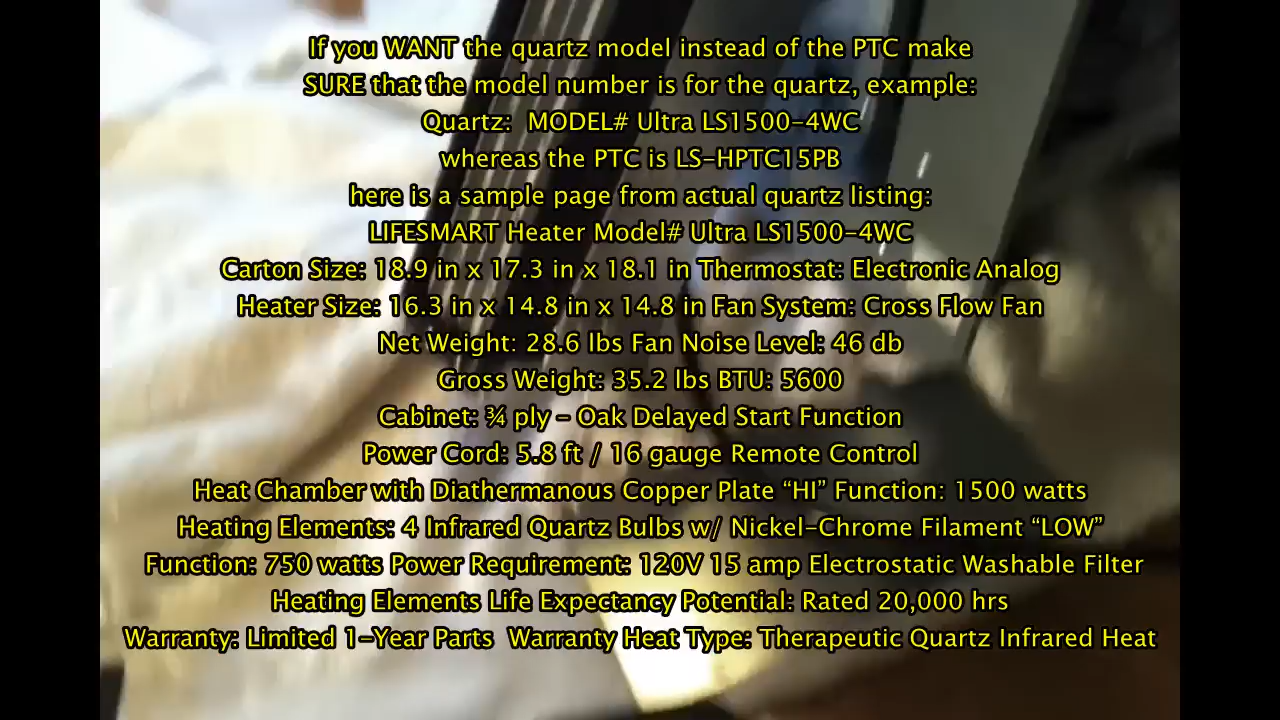 If you WANT the quartz model instead of the PTC make
SURE that the model number is for the quartz, example:
Quartz:  MODEL# Ultra LS1500-4WC
whereas the PTC is LS-HPTC15PB
here is a sample page from actual quartz listing:
LIFESMART Heater Model# Ultra LS1500-4WC
Carton Size: 18.9 in x 17.3 in x 18.1 in Thermostat: Electronic Analog
Heater Size: 16.3 in x 14.8 in x 14.8 in Fan System: Cross Flow Fan
Net Weight: 28.6 lbs Fan Noise Level: 46 db
Gross Weight: 35.2 lbs BTU: 5600
Cabinet: ¾ ply – Oak Delayed Start Function
Power Cord: 5.8 ft / 16 gauge Remote Control
Heat Chamber with Diathermanous Copper Plate “HI” Function: 1500 watts
Heating Elements: 4 Infrared Quartz Bulbs w/ Nickel-Chrome Filament “LOW”
Function: 750 watts Power Requirement: 120V 15 amp Electrostatic Washable Filter
Heating Elements Life Expectancy Potential: Rated 20,000 hrs
Warranty: Limited 1-Year Parts  Warranty Heat Type: Therapeutic Quartz Infrared Heat